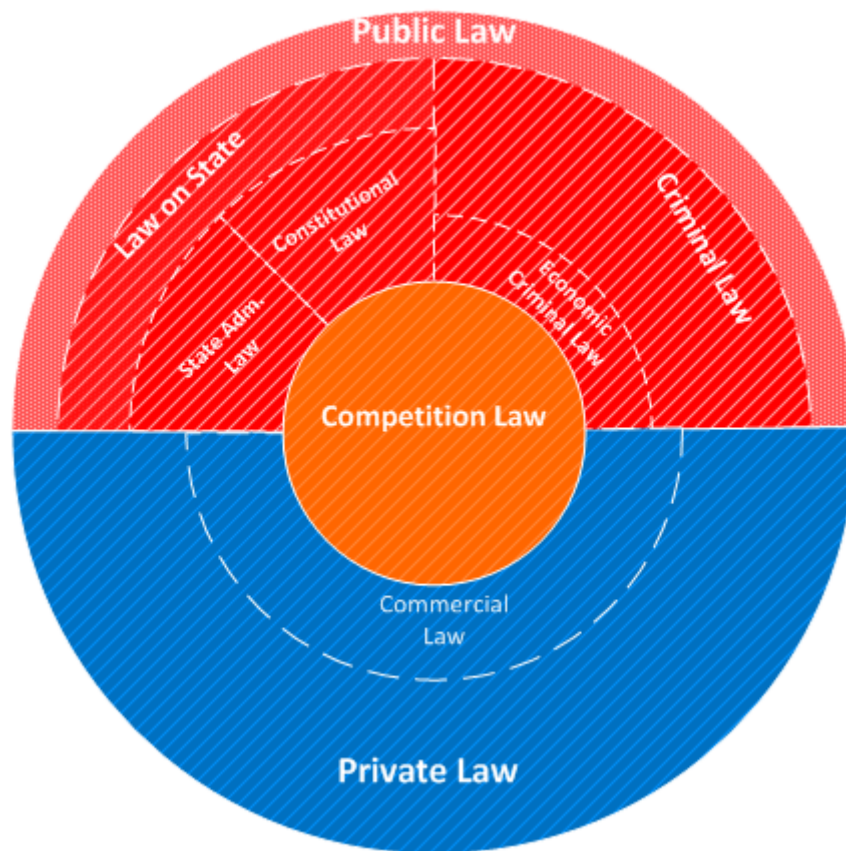 Public Law
Law on State
Constitutional
Law
State Adm.
Law
Criminal Law
Economic
Criminal Law
Competition Law
Commercial
Law
Private Law